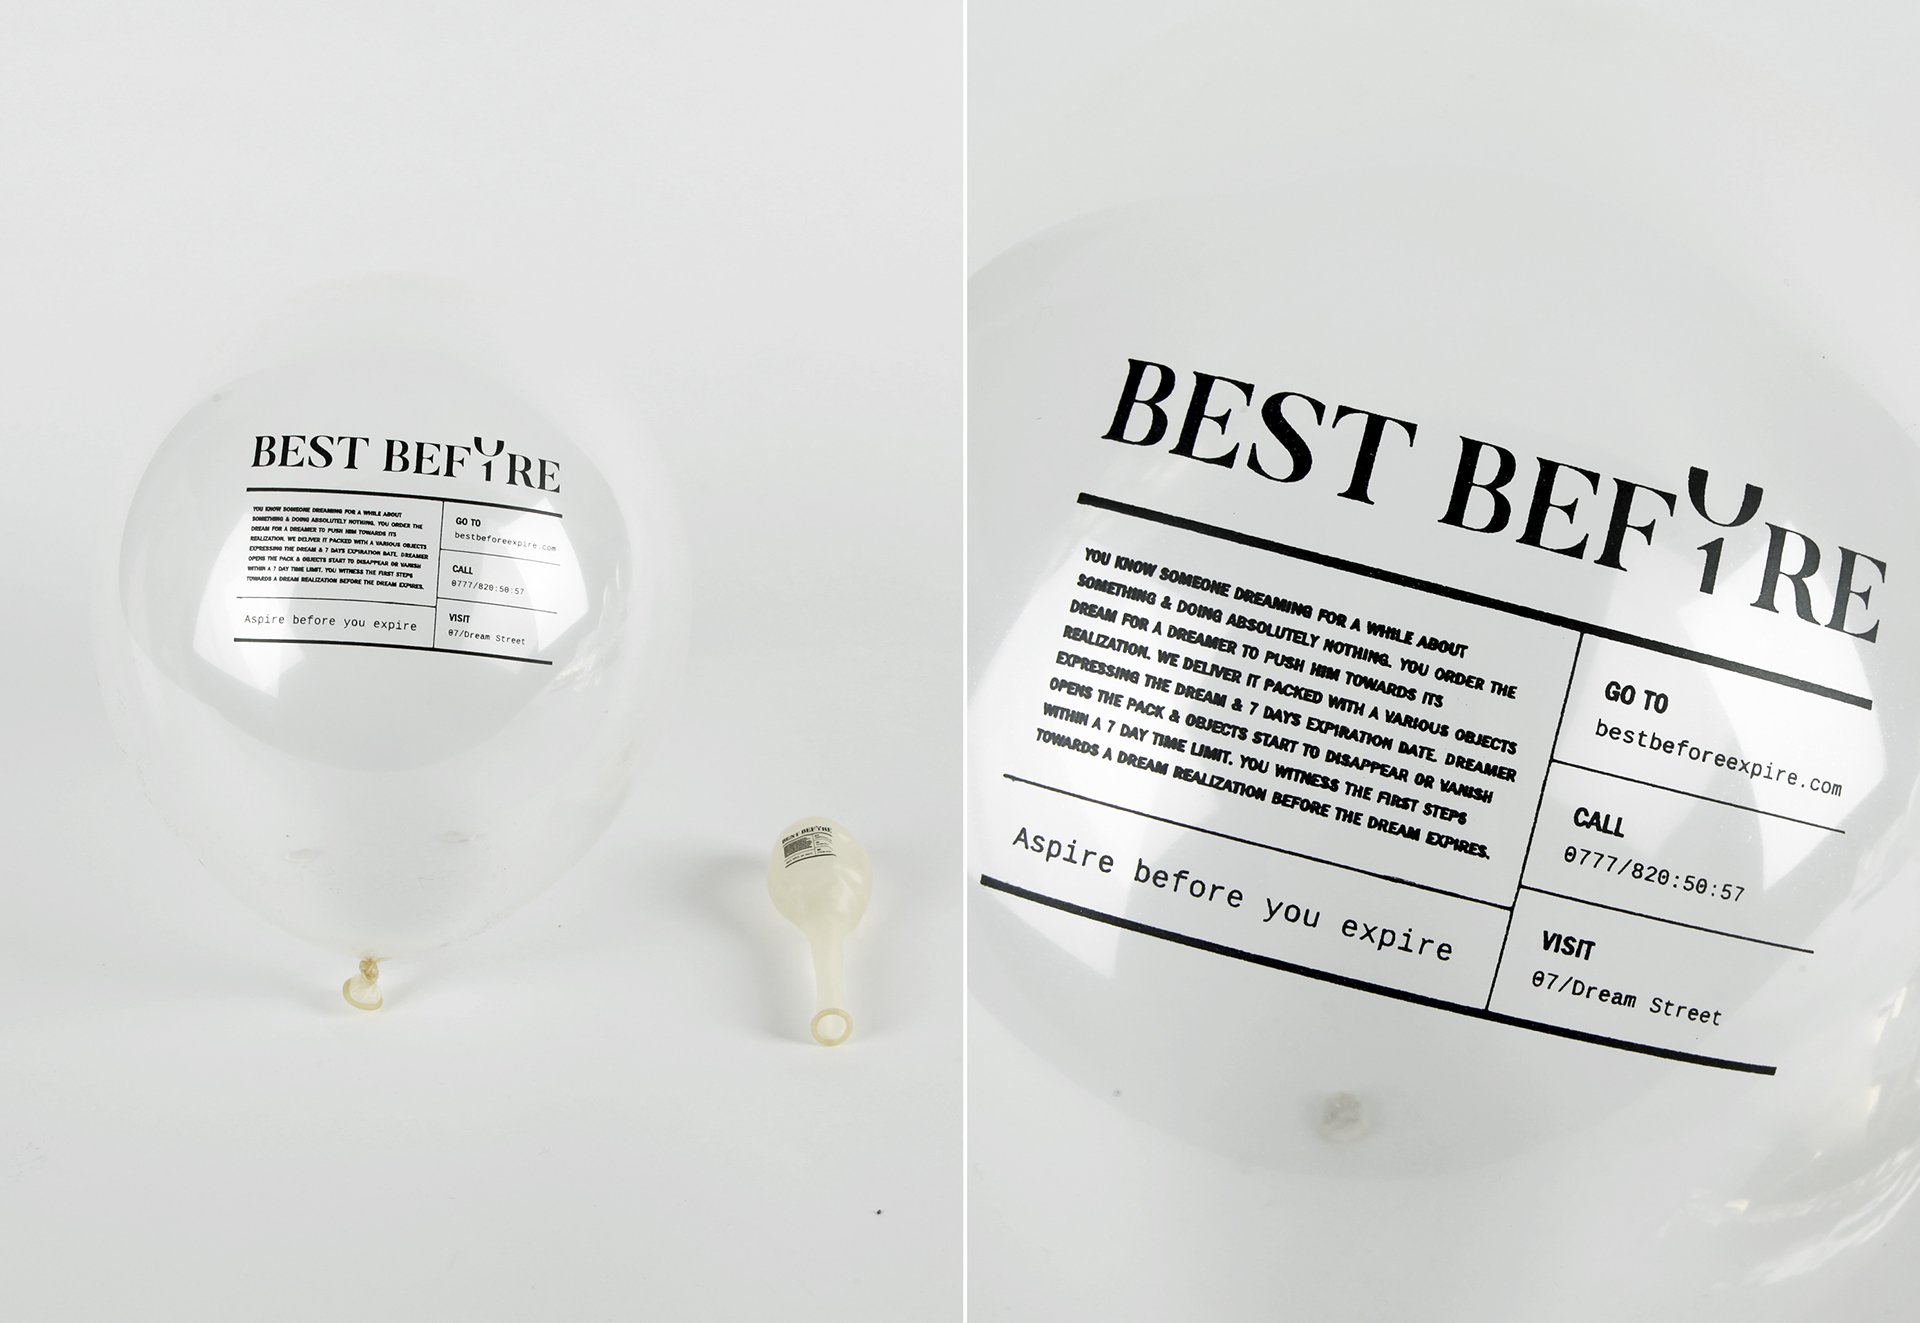 BEST BEFORE
YOU KNOW SOMEONE DREAMING FOR A WHILE ABOUT
SOMETHING & DOING ABSOLUTELY NOTHING. YOU ORDER THE
DREAM FOR A DREAMER TO PUSH HIM TOWARDS ITS
REALIZATION. WE DELIVER IT PACKED WITH A VARIOUS OBJECTS
EXPRESSING THE DREAM & 7 DAYS EXPIRATION DATE. DREAMER
OPENS THE PACK & OBJECTS START TO DISAPPEAR OR VANISH
WITHIN A 7 DAY TIME LIMIT. YOU WITNESS THE FIRST STEPS
TOWARDS A DREAM REALIZATION BEFORE THE DREAM EXPIRES.
Aspire before you expire
GO TO
bestbeforeexpire.com
CALL
0777/820:50:57
VISIT
07/Dream Street
BEST BEFORE
BEST BEFORE
YOU KNOW SOMEONE DREAMING FOR A WHILE ABOUT
SOMETHING & DOING ABSOLUTELY NOTHING. YOU ORDER THE
DREAM FOR A DREAMER TO PUSH HIM TOWARDS ITS
REALIZATION. WE DELIVER IT PACKED WITH A VARIOUS OBJECTS
EXPRESSING THE DREAM & 7 DAYS EXPIRATION DATE. DREAMER
OPENS THE PACK & OBJECTS START TO DISAPPEAR OR VANISH
WITHIN A 7 DAY TIME LIMIT. YOU WITNESS THE FIRST STEPS
TOWARDS A DREAM REALIZATION BEFORE THE DREAM EXPIRES.
Aspire before you expire
GO TO
bestbeforeexpire.com
CALL
0777/820:50:57
VISIT
07/Dream Street